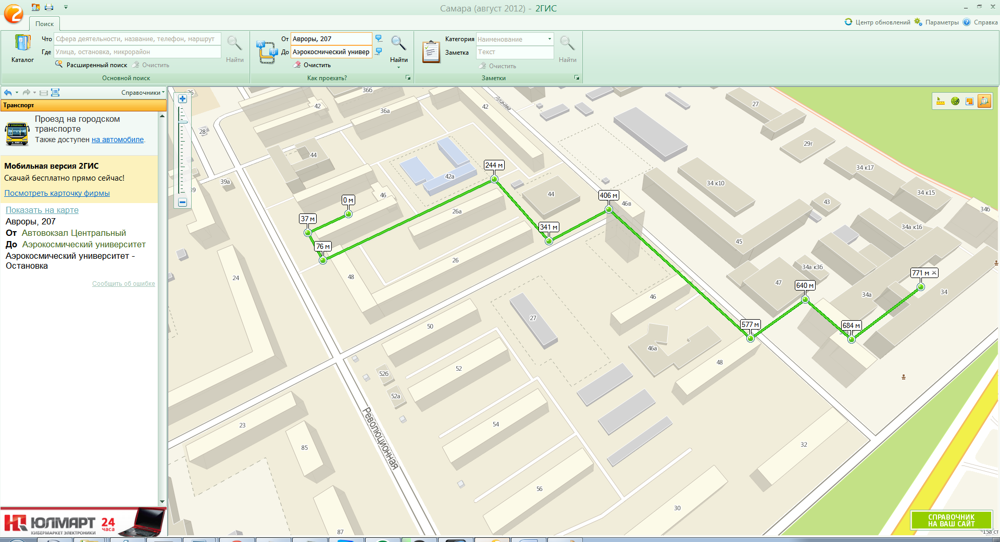 Самара (август 2012) - 2ГИС
Поиск
Центр обновлений
Параметры
Справка
Каталог
Что
Сфера деятельности, название, телефон, маршрут
Где
Улица, остановка, микрорайон
Расширенный поиск
Очистить
Найти
Основной поиск
От
Авроры, 207
До
Аэрокосмический универ
Очистить
Найти
Как проехать?
Категория
Наименование
Заметка
Текст
Очистить
Найти
Заметки
Справочники
Транспорт
Проезд на городском
транспорте
Также доступен на автомобиле.
Мобильная версия 2ГИС
Скачай бесплатно прямо сейчас!
Посмотреть карточку фирмы
Показать на карте
Авроры, 207
От Автовокзал Центральный
До Аэрокосмический университет
Аэрокосмический университет -
Остановка
Сообщить об ошибке
ЮЛМАРТ 24 часа
КИБЕРМАРКЕТ ЭЛЕКТРОНИКИ
36б
42
36а
42
27
28
29г
44
34 к17
244 м
42а
34 к10
39а
39
0 м
46
44
406 м
46в
43
34 к15
34б
37 м
26а
341 м
34а к16
45
76 м
26
34а к36
24
48
47
640 м
771 м
34а
34
46
27
50
577 м
684 м
46а
52
48
52б
52а
Революционная
23
54
85
32
56
30
87
СПРАВОЧНИК
НА ВАШ САЙТ
15а ст